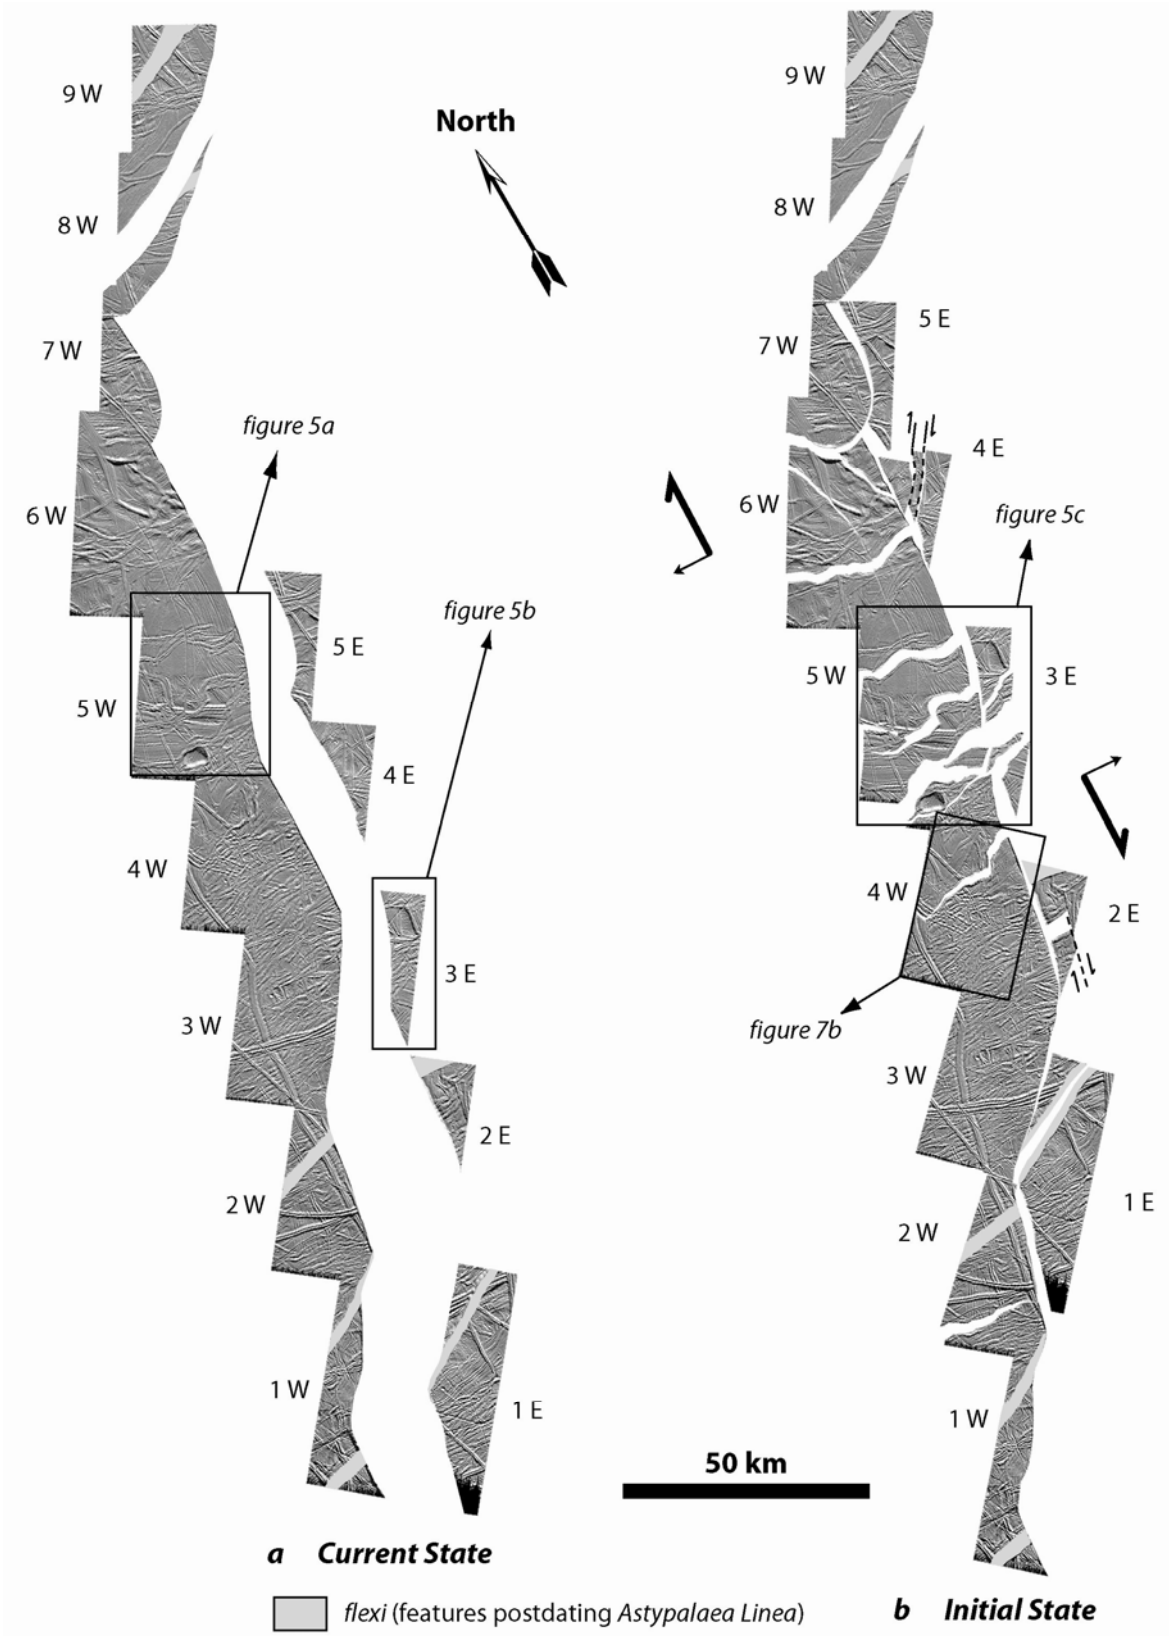 9 W
8 W
7 W
6 W
5 W
4 W
3 W
2 W
1 W
5 E
4 E
3 E
2 E
1 E
figure 5a
figure 5b
North
9 W
8 W
7 W
6 W
5 W
4 W
3 W
2 W
1 W
5 E
4 E
3 E
2 E
1 E
figure 5c
figure 7b
50 km
a Current State
flexi (features postdating Astypalaea Linea)
b Initial State